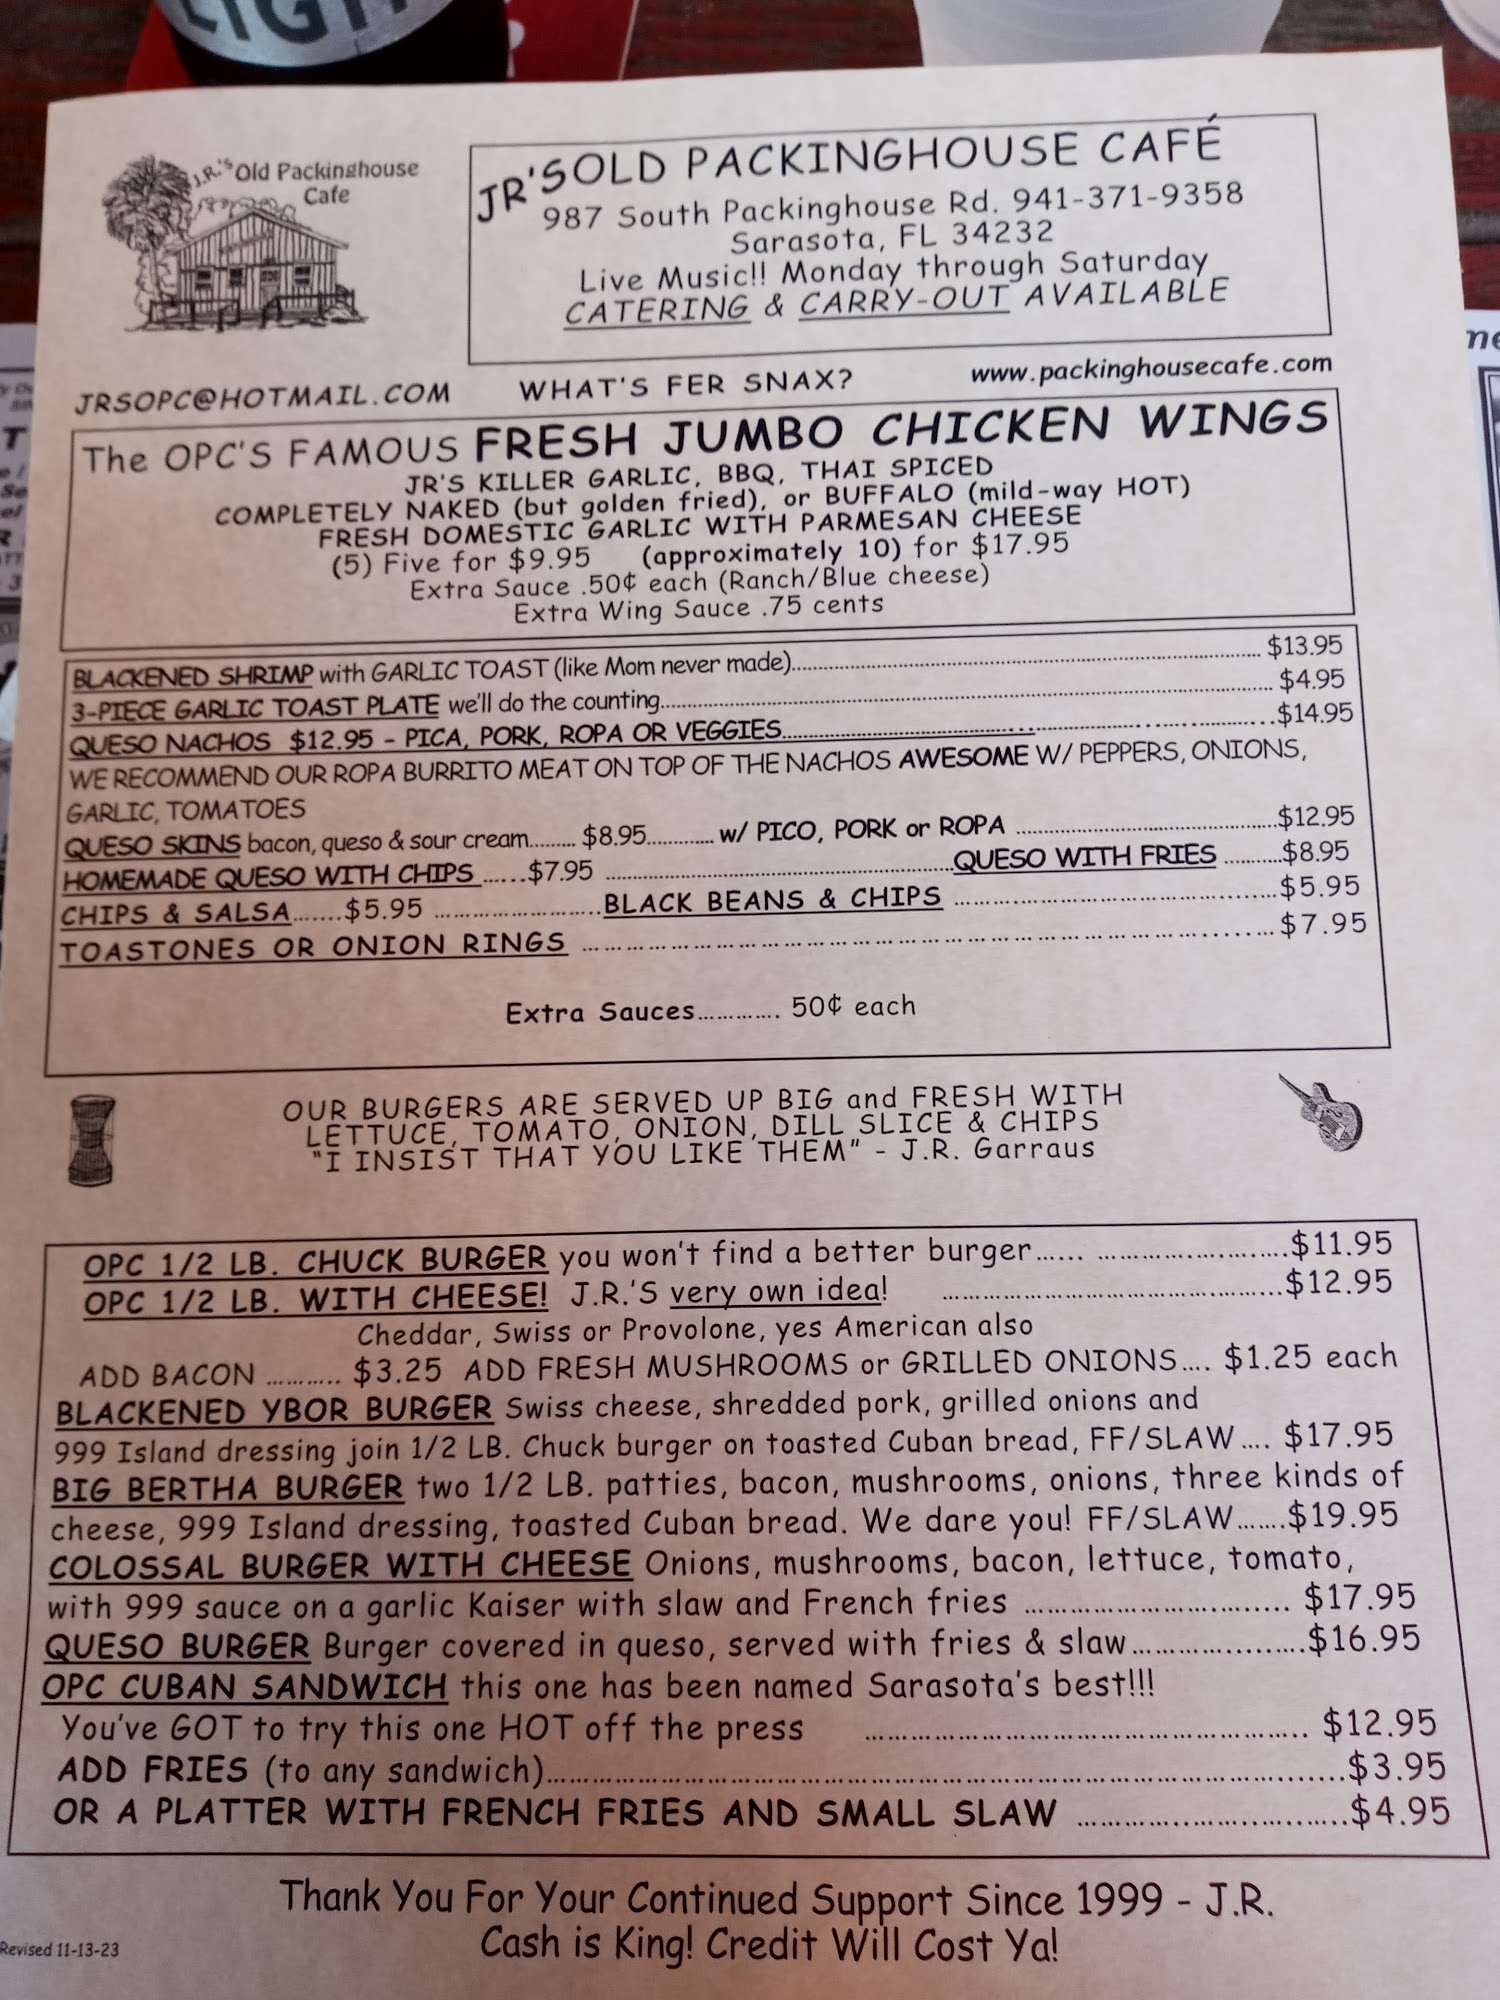 LIGHT
J.R.'s Old Packinghouse
Cafe
JR'S OLD PACKINGHOUSE CAFÉ
987 South Packinghouse Rd. 941-371-9358
Sarasota, FL 34232
Live Music!! Monday through Saturday
CATERING & CARRY-OUT AVAILABLE
JRSOPC@HOTMAIL.COM WHAT'S FER SNAX? www.packinghousecafe.com
The OPC'S FAMOUS FRESH JUMBO CHICKEN WINGS
JR'S KILLER GARLIC, BBQ, THAI SPICED
COMPLETELY NAKED (but golden fried), or BUFFALO (mild-way HOT)
FRESH DOMESTIC GARLIC WITH PARMESAN CHEESE
(5) Five for $9.95 (approximately 10) for $17.95
Extra Sauce .50¢ each (Ranch/Blue cheese)
Extra Wing Sauce .75 cents
BLACKENED SHRIMP with GARLIC TOAST (like Mom never made)........ $13.95
3-PIECE GARLIC TOAST PLATE we'll do the counting........ $4.95
QUESO NACHOS $12.95 - PICA, PORK, ROPA OR VEGGIES........$14.95
WE RECOMMEND OUR ROPA BURRITO MEAT ON TOP OF THE NACHOS AWESOME W/ PEPPERS, ONIONS,
GARLIC, TOMATOES
QUESO SKINS bacon, queso & sour cream......... $8.95............. w/ PICO, PORK or ROPA ........$12.95
HOMEMADE QUESO WITH CHIPS ......$7.95 ........QUESO WITH FRIES ..........$8.95
CHIPS & SALSA.......$5.95 ........BLACK BEANS & CHIPS ........$5.95
TOASTONES OR ONION RINGS ........$7.95
Extra Sauces............ 50¢ each
OUR BURGERS ARE SERVED UP BIG and FRESH WITH
LETTUCE, TOMATO, ONION, DILL SLICE & CHIPS
"I INSIST THAT YOU LIKE THEM" - J.R. Garraus
OPC 1/2 LB. CHUCK BURGER you won't find a better burger...... ........$11.95
OPC 1/2 LB. WITH CHEESE! J.R.'S very own idea! ........$12.95
Cheddar, Swiss or Provolone, yes American also
ADD BACON ........... $3.25 ADD FRESH MUSHROOMS or GRILLED ONIONS.... $1.25 each
BLACKENED YBOR BURGER Swiss cheese, shredded pork, grilled onions and
999 Island dressing join 1/2 LB. Chuck burger on toasted Cuban bread, FF/SLAW.... $17.95
BIG BERTHA BURGER two 1/2 LB. patties, bacon, mushrooms, onions, three kinds of
cheese, 999 Island dressing, toasted Cuban bread. We dare you! FF/SLAW.......$19.95
COLOSSAL BURGER WITH CHEESE Onions, mushrooms, bacon, lettuce, tomato,
with 999 sauce on a garlic Kaiser with slaw and French fries ........ $17.95
QUESO BURGER Burger covered in queso, served with fries & slaw........$16.95
OPC CUBAN SANDWICH this one has been named Sarasota's best!!!
You've GOT to try this one HOT off the press ........ $12.95
ADD FRIES (to any sandwich)........$3.95
OR A PLATTER WITH FRENCH FRIES AND SMALL SLAW ........$4.95
Thank You For Your Continued Support Since 1999 - J.R.
Cash is King! Credit Will Cost Ya!
Revised 11-13-23